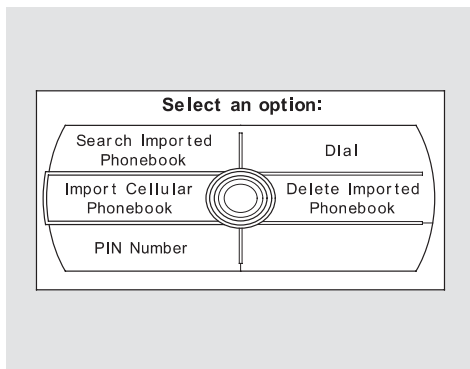 Select an option:
Search Imported
Phonebook
Dial
Import Cellular
Phonebook
Delete Imported
Phonebook
PIN Number